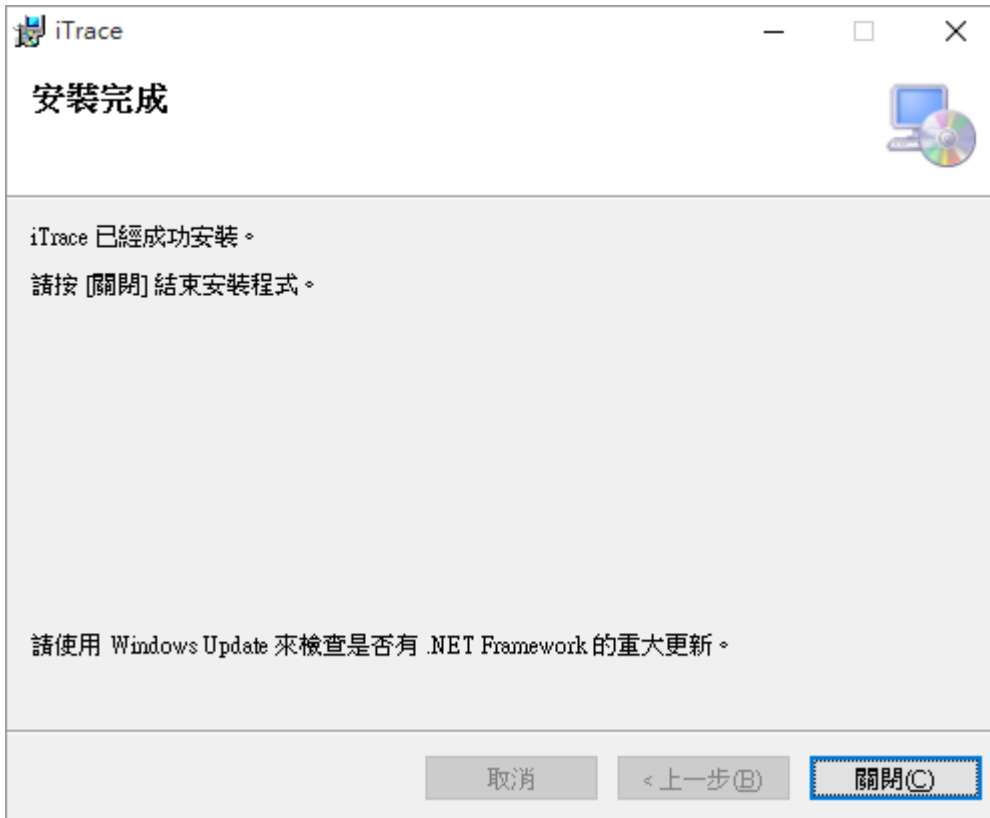 iTrace
安裝完成
iTrace 已經成功安裝。
請按 [關閉] 結束安裝程式。
請使用 Windows Update 來檢查是否有 .NET Framework 的重大更新。
取消
< 上一步(B)
關閉(C)